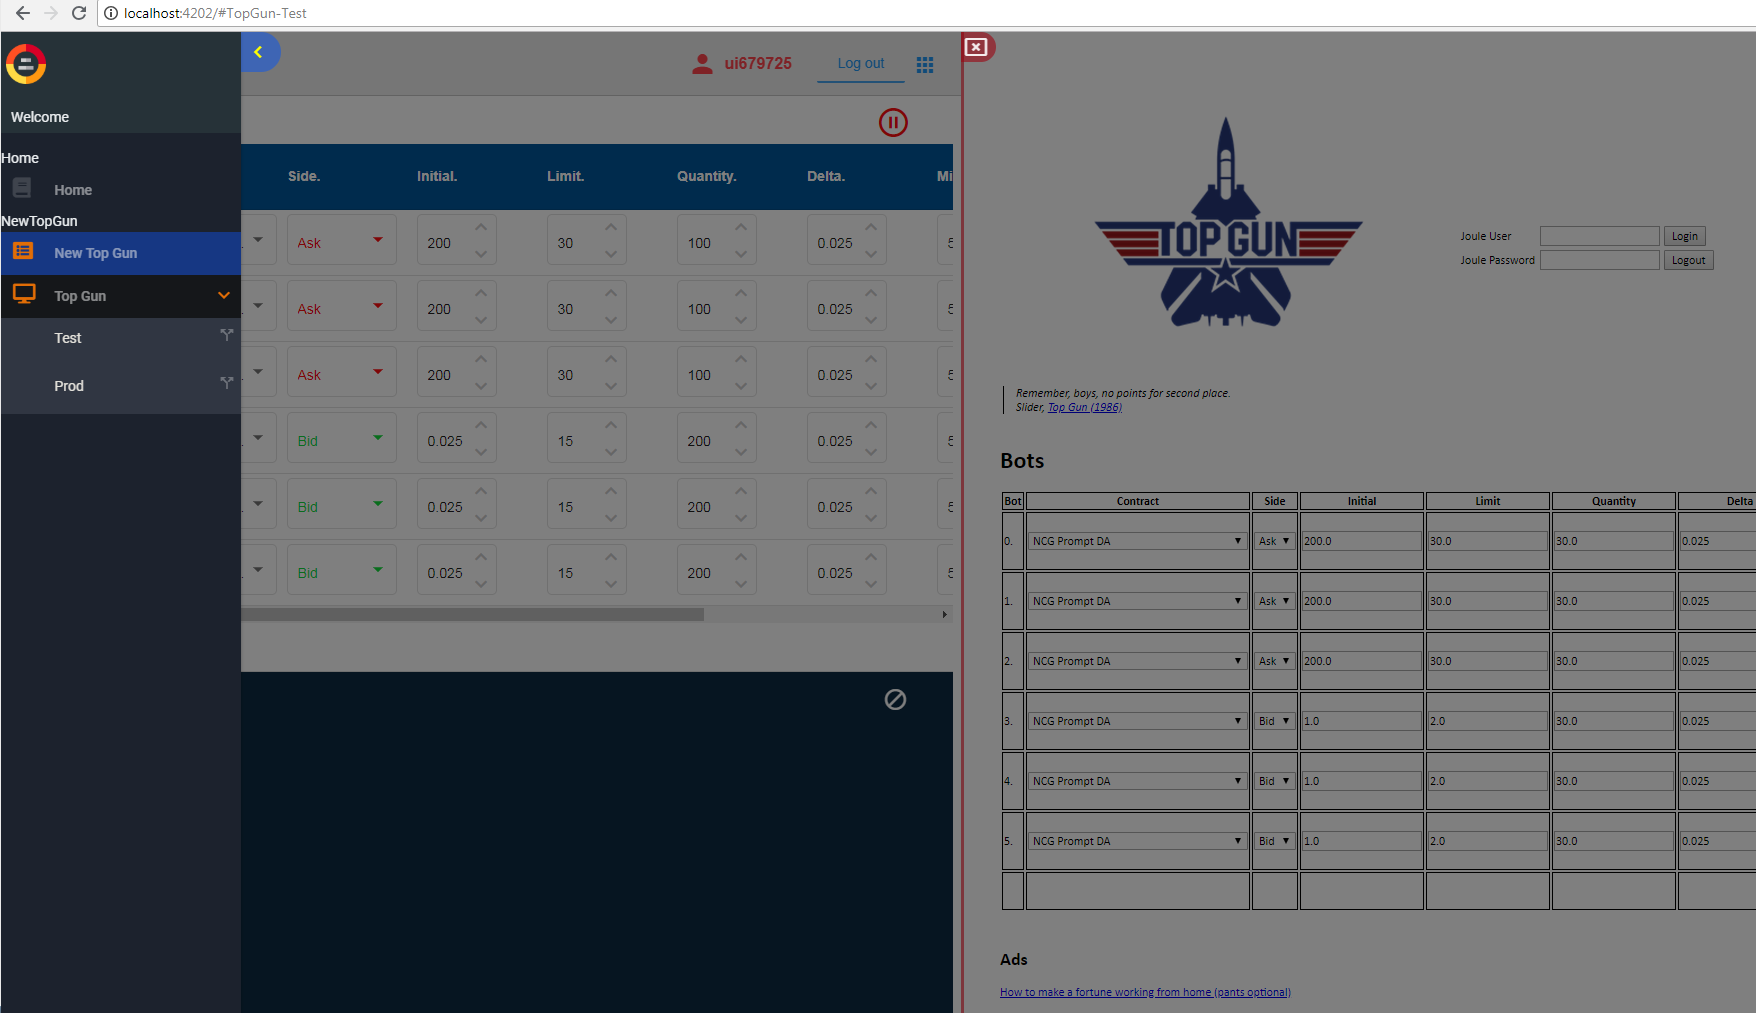 localhost:4202/#TopGun-Test
Welcome
Home
Home
NewTopGun
New Top Gun
Top Gun
Test
Prod
ui679725
Log out
Side. Initial. Limit. Quantity. Delta. Mi
Ask 200 30 100 0.025 5
Ask 200 30 100 0.025 5
Ask 200 30 100 0.025 5
Bid 0.025 15 200 0.025 5
Bid 0.025 15 200 0.025 5
Bid 0.025 15 200 0.025 5
TOP GUN
Joule User Login
Joule Password Logout
Remember, boys, no points for second place.
Slider, Top Gun (1986)
Bots
Bot Contract Side Initial Limit Quantity Delta
0. NCG Prompt DA Ask 200.0 30.0 30.0 0.025
1. NCG Prompt DA Ask 200.0 30.0 30.0 0.025
2. NCG Prompt DA Ask 200.0 30.0 30.0 0.025
3. NCG Prompt DA Bid 1.0 2.0 30.0 0.025
4. NCG Prompt DA Bid 1.0 2.0 30.0 0.025
5. NCG Prompt DA Bid 1.0 2.0 30.0 0.025
Ads
How to make a fortune working from home (pants optional)